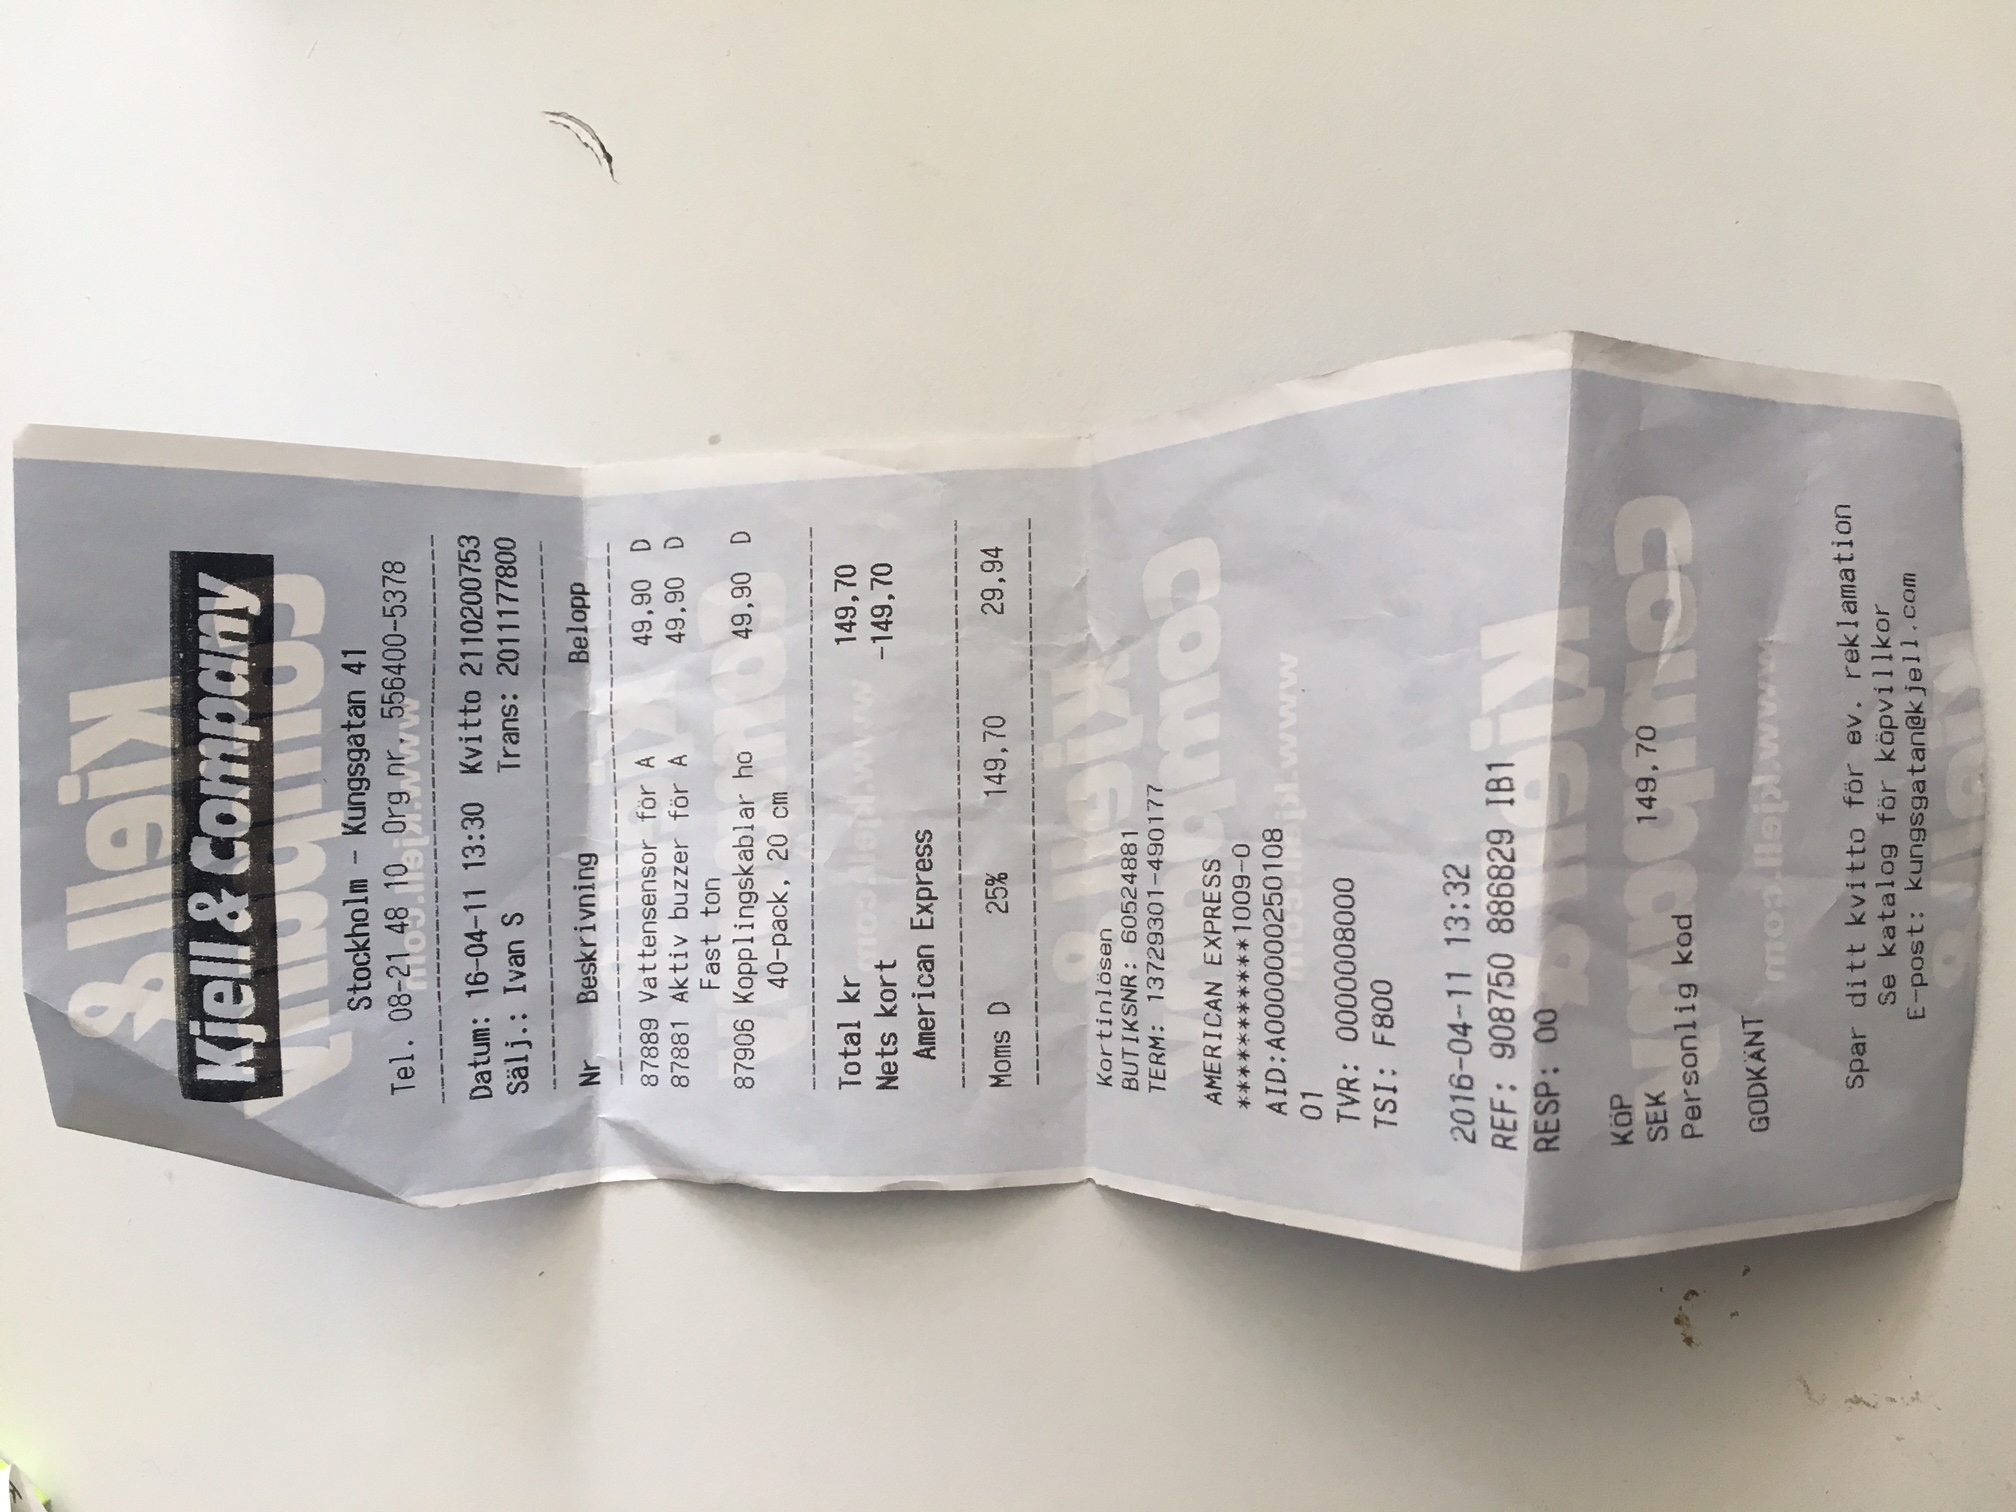 Kjell & Company
Stockholm - Kungsgatan 41
Tel. 08-21 48 10 Org nr. 556400-5378
Datum: 16-04-11 13:30 Kvitto 2110200753
Sälj.: Ivan S Trans: 2011177800
Nr Beskrivning Belopp
87889 Vattensensor för A 49,90 D
87881 Aktiv buzzer för A 49,90 D
Fast ton
87906 Kopplingskablar ho 49,90 D
40-pack, 20 cm
Total kr 149,70
Nets kort -149,70
American Express
Moms D 25% 149,70 29,94
Kortinlösen
BUTIKSNR: 60524881
TERM: 13729301-490177
AMERICAN EXPRESS
***********1009-0
AID:A0000000250108
01
TVR: 0000008000
TSI: F800
2016-04-11 13:32
REF: 908750 886829 IB1
RESP: 00
KÖP
SEK 149,70
Personlig kod
GODKÄNT
Spar ditt kvitto för ev. reklamation
Se katalog för köpvillkor
E-post: kungsgatan@kjell.com